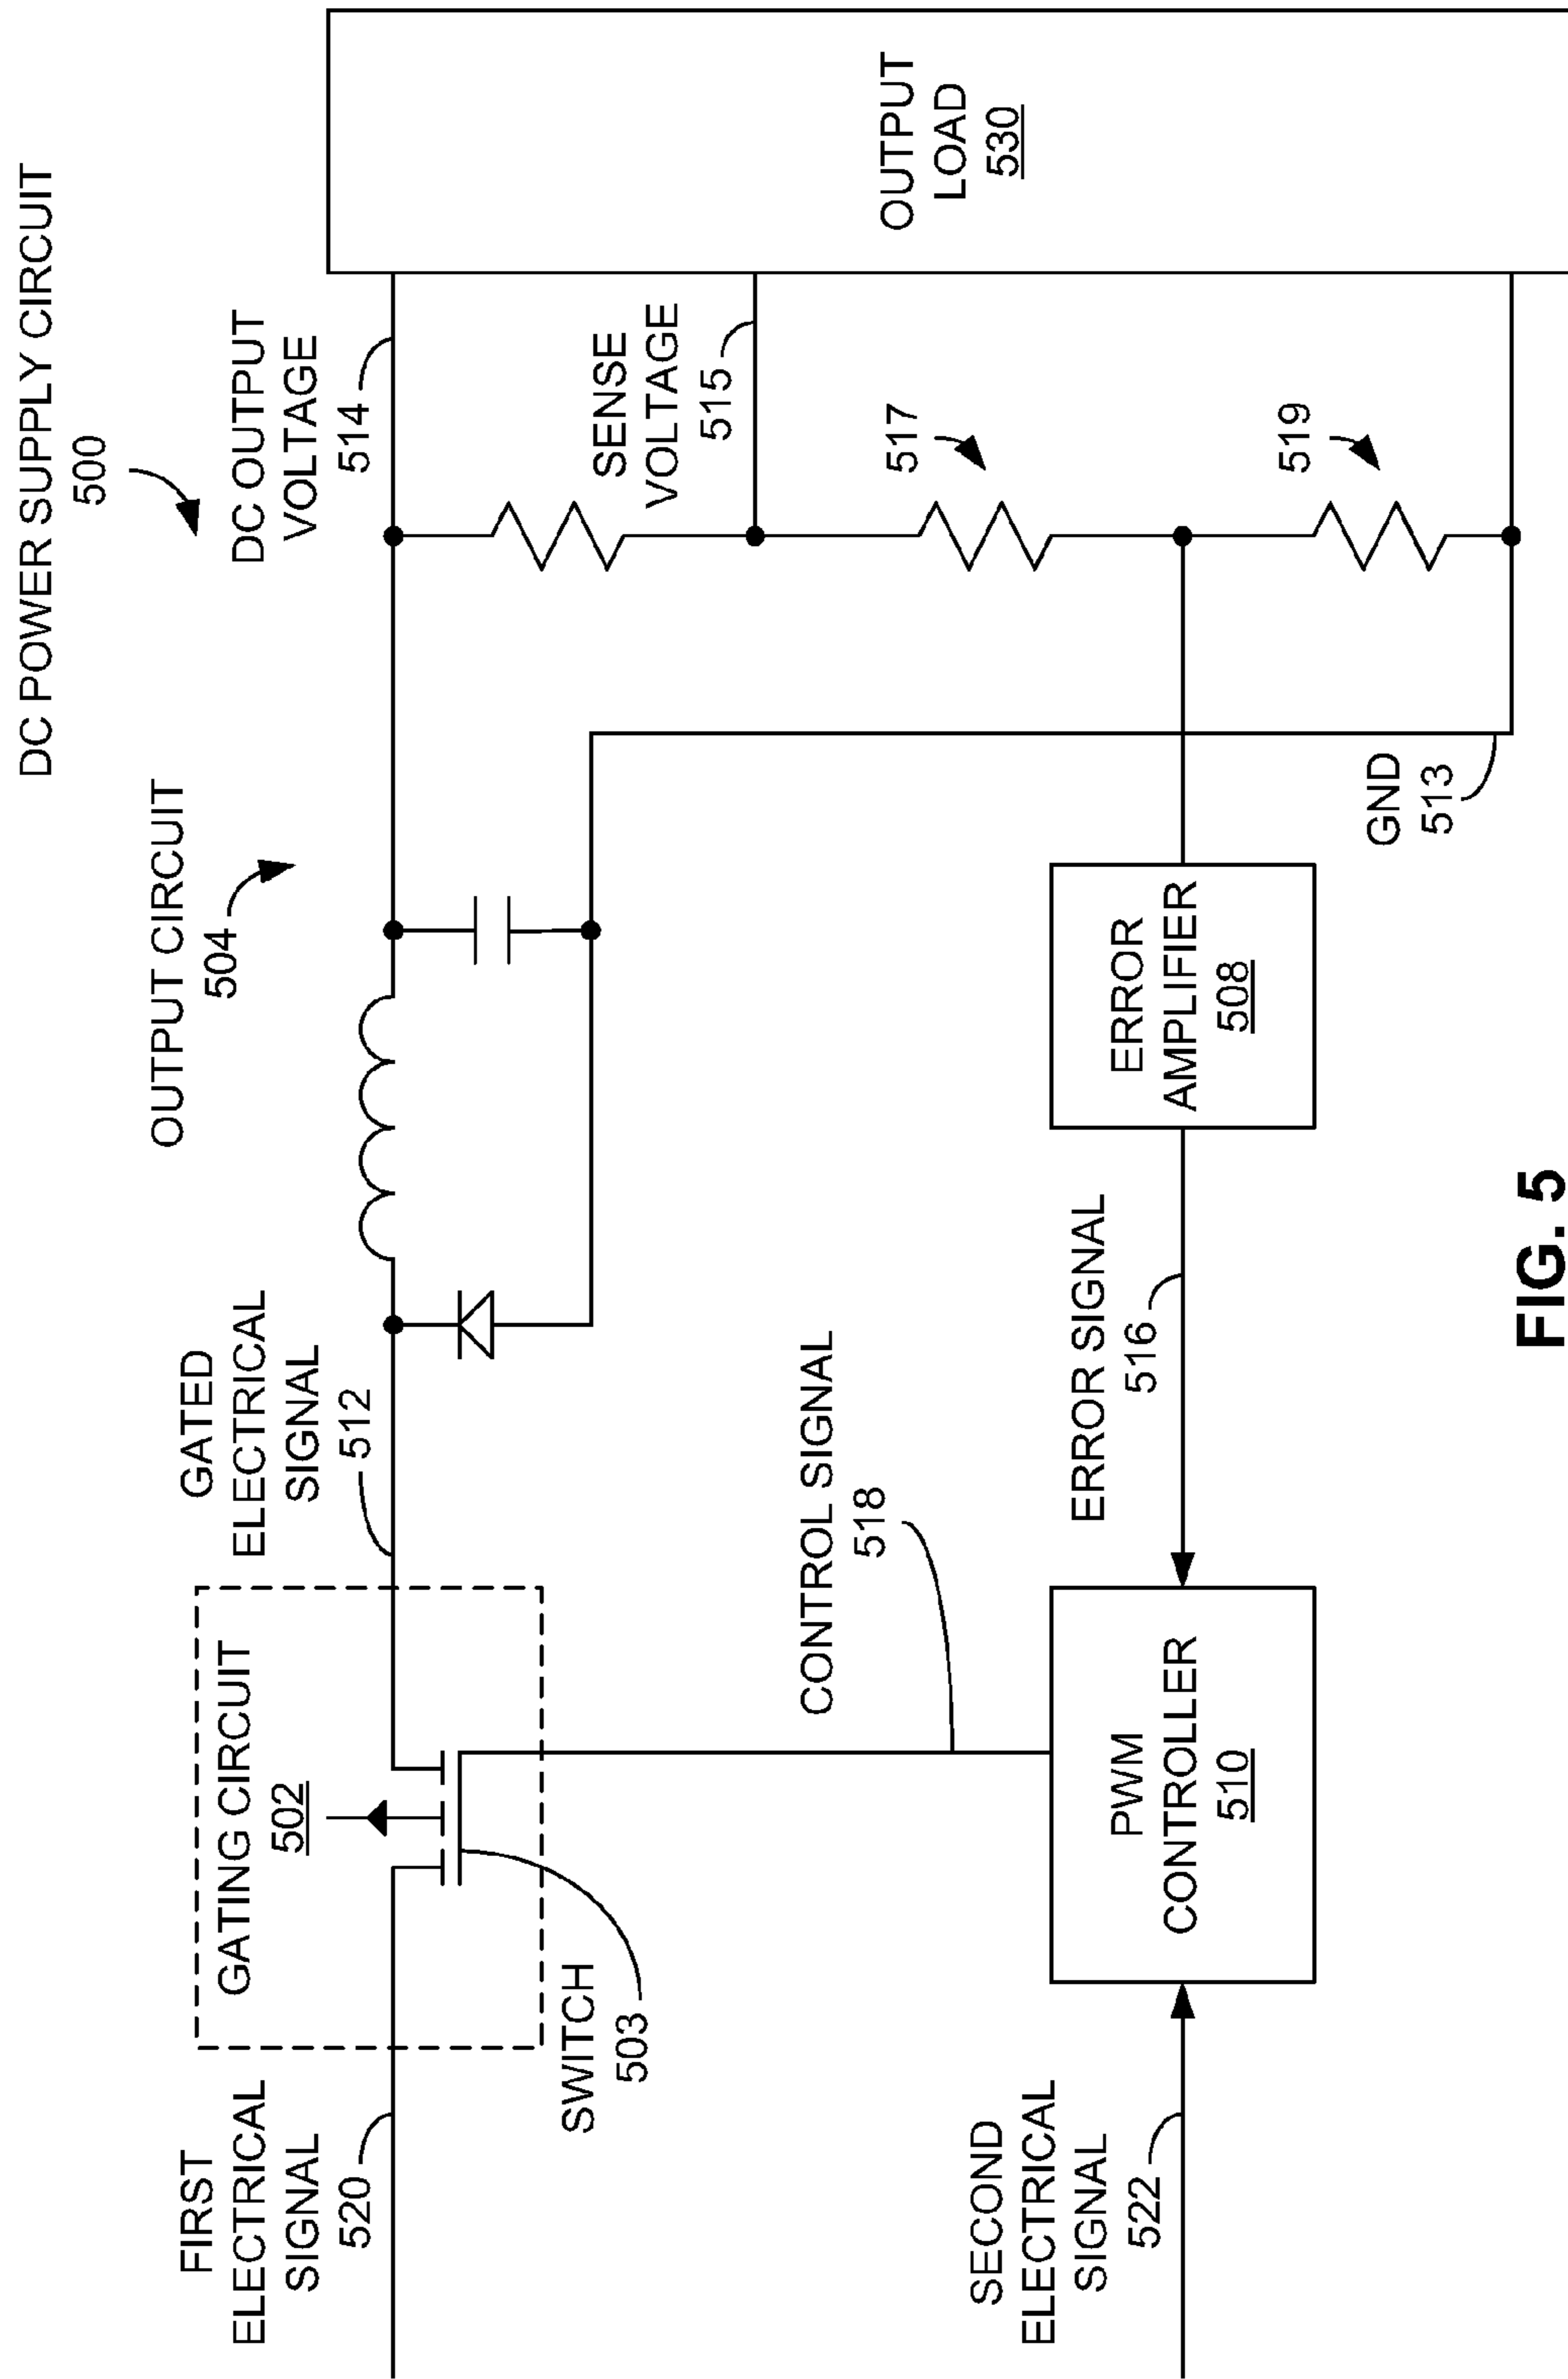 DC POWER SUPPLY CIRCUIT
500
OUTPUT CIRCUIT
504
DC OUTPUT
VOLTAGE
514
FIRST
ELECTRICAL
SIGNAL
520
GATING CIRCUIT
502
GATED
ELECTRICAL
SIGNAL
512
SWITCH
503
SENSE
VOLTAGE
515
OUTPUT
LOAD
530
CONTROL SIGNAL
518
517
SECOND
ELECTRICAL
SIGNAL
522
PWM
CONTROLLER
510
ERROR SIGNAL
516
ERROR
AMPLIFIER
508
519
GND
513
FIG. 5